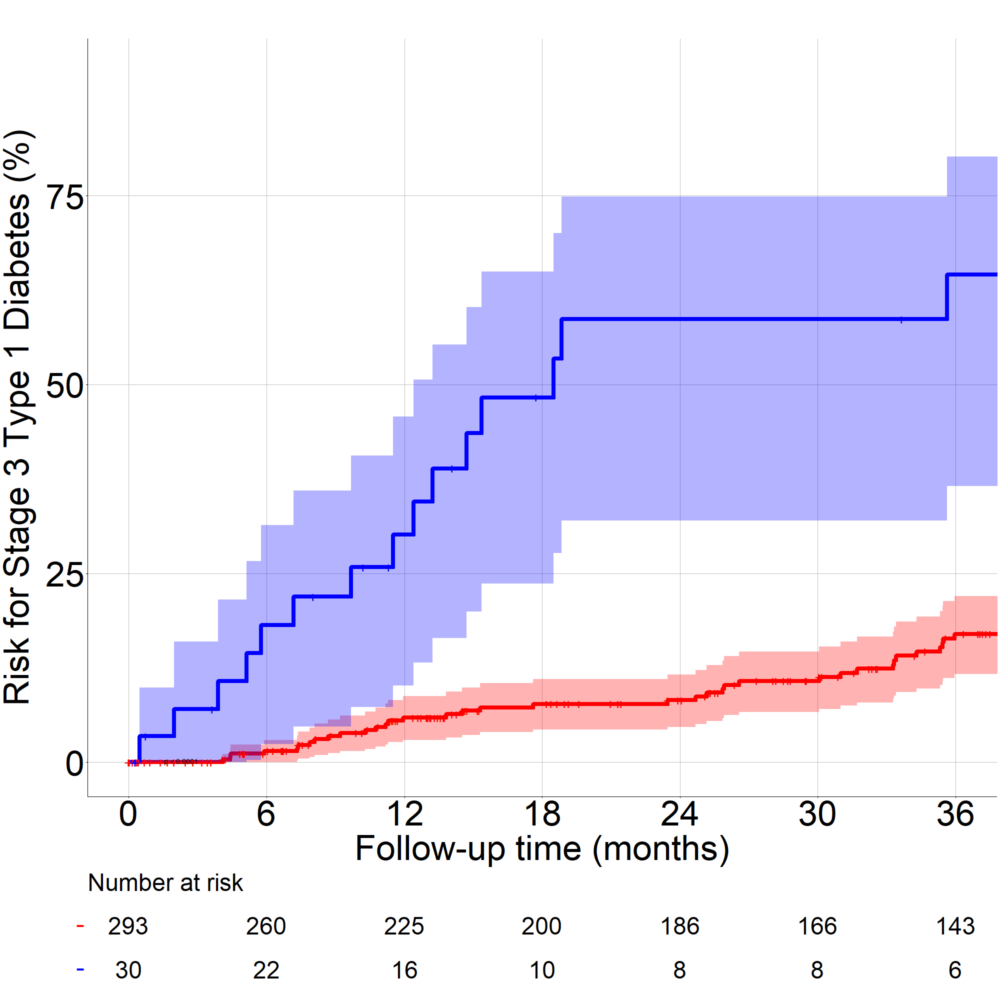 Risk for Stage 3 Type 1 Diabetes (%)
75
50
25
0
p < 0.0001
0 6 12 18 24 30 36
Follow-up time (months)
Number at risk
- 293 260 225 200 186 166 143
- 30 22 16 10 8 8 6